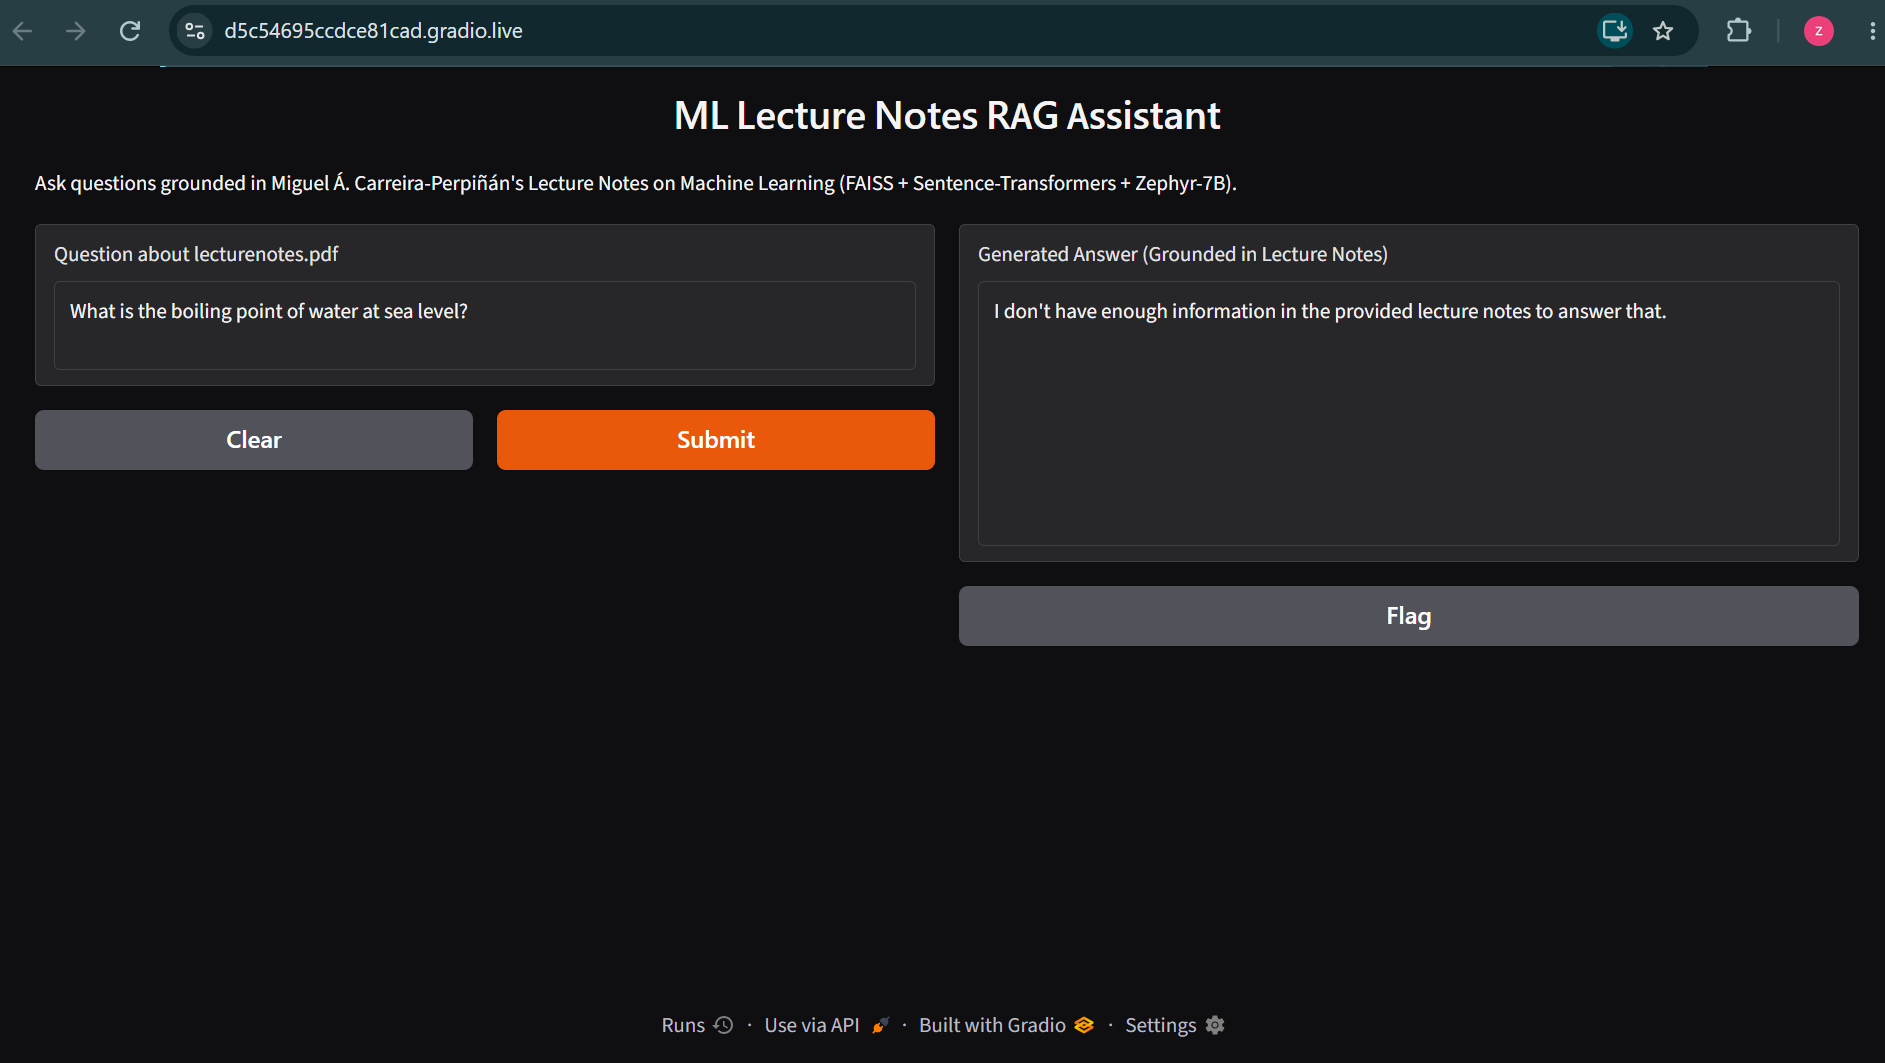 d5c54695ccdce81cad.gradio.live
Z
ML Lecture Notes RAG Assistant
Ask questions grounded in Miguel Á. Carreira-Perpiñán's Lecture Notes on Machine Learning (FAISS + Sentence-Transformers + Zephyr-7B).
Question about lecturenotes.pdf
What is the boiling point of water at sea level?
Clear
Submit
Generated Answer (Grounded in Lecture Notes)
I don't have enough information in the provided lecture notes to answer that.
Flag
Runs · Use via API · Built with Gradio · Settings